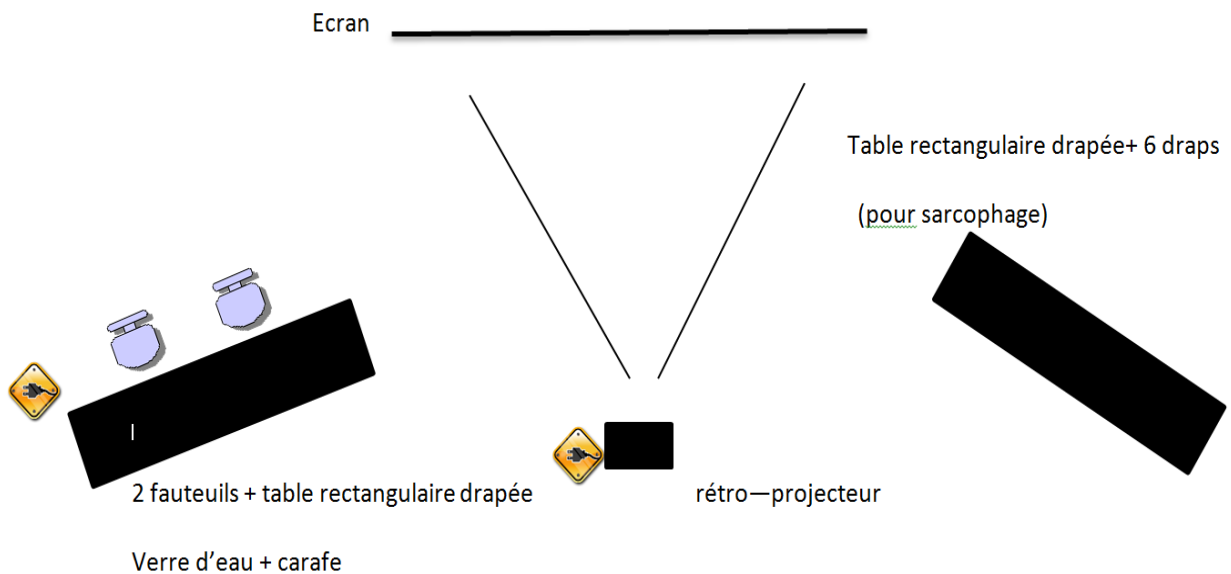 Ecran
Table rectangulaire drapée+ 6 draps
(pour sarcophage)
2 fauteuils + table rectangulaire drapée
rétro—projecteur
Verre d’eau + carafe